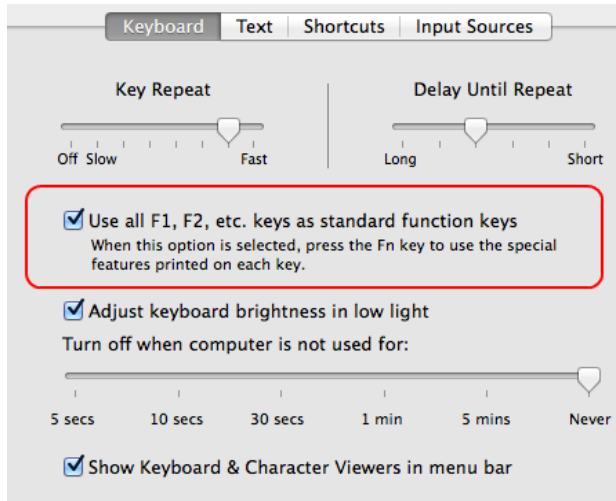 Keyboard Text Shortcuts Input Sources
Key Repeat Delay Until Repeat
Off Slow Fast Long Short
Use all F1, F2, etc. keys as standard function keys
When this option is selected, press the Fn key to use the special
features printed on each key.
Adjust keyboard brightness in low light
Turn off when computer is not used for:
5 secs 10 secs 30 secs 1 min 5 mins Never
Show Keyboard & Character Viewers in menu bar